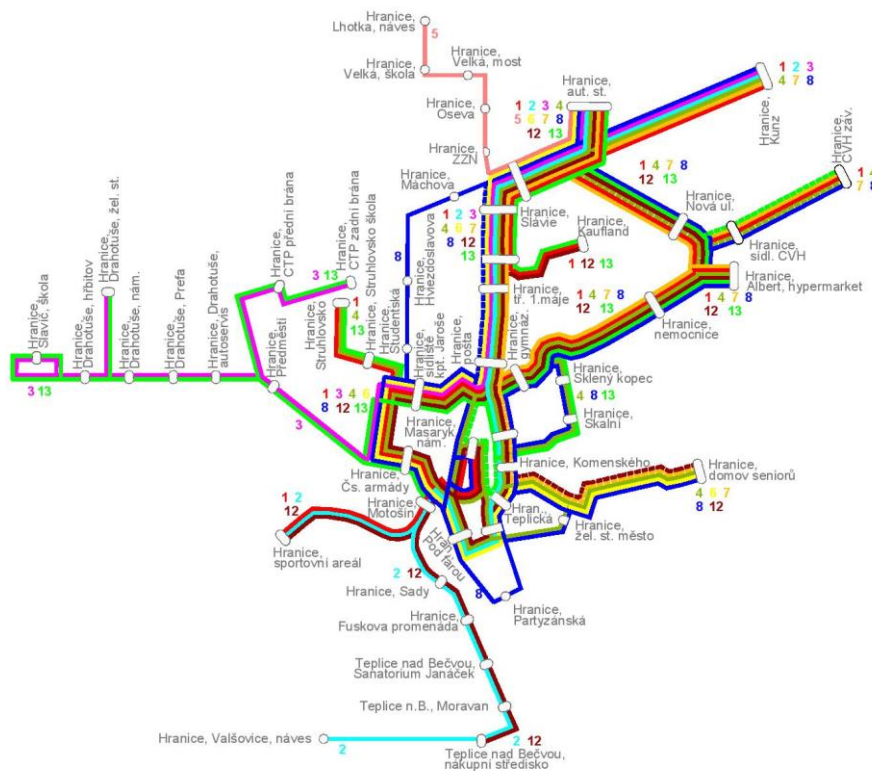 Hranice,
Lhotka, náves
5
Hranice,
Velká, škola
Hranice,
Velká, most
Hranice,
Oseva
Hranice,
ZZN
Hranice,
aut. st.
1 2 3 4
5 6 7 8
12 13
1 2 3
4 7 8
Hranice,
Kunz
Hranice,
CVH záv.
1 4
7 8
1 4 7 8
12 13
Hranice,
Nová ul.
Hranice,
sídl. CVH
Hranice,
Albert, hypermarket
1 4 7 8
12 13
Hranice,
Máchova
1 2 3
4 6 7
8 12
13
Hranice,
Slávie
Hranice,
Kaufland
1 12 13
8
Hranice,
Hviezdoslavova
Hranice,
tř. 1.máje
1 4 7 8
12 13
Hranice,
nemocnice
Hranice,
CTP přední brána
3 13
Hranice,
CTP zadní brána
Hranice,
Drahotuše, žel. st.
Hranice,
Slavíč, škola
Hranice,
Drahotuše, hřbitov
Hranice,
Drahotuše, nám.
Hranice,
Drahotuše, Prefa
Hranice, Drahotuše,
autoservis
Hranice,
Předměstí
3 13
3
Hranice,
Struhlovsko
1
4
13
Hranice, Struhlovsko škola
Hranice,
Studentská
Hranice,
sídliště
kpt. Jaroše
Hranice,
pošta
Hranice,
gymnáz.
Hranice,
Sklený kopec
4 8 13
Hranice,
Skalní
1 3 4 6
8 12 13
Hranice,
Masaryk.
nám.
Hranice, Komenského
Hranice,
domov seniorů
4 6 7
8 12
Hranice,
Čs. armády
Hranice,
Motošín
Hran.,
Teplická
Hranice,
žel. st. město
Hran.,
Pod farou
1 2
12
Hranice,
sportovní areál
2 12
Hranice, Sady
8
Hranice,
Partyzánská
Hranice,
Fuskova promenáda
Teplice nad Bečvou,
Sanatorium Janáček
Teplice n.B., Moravan
Hranice, Valšovice, náves
2
2 12
Teplice nad Bečvou,
nákupní středisko